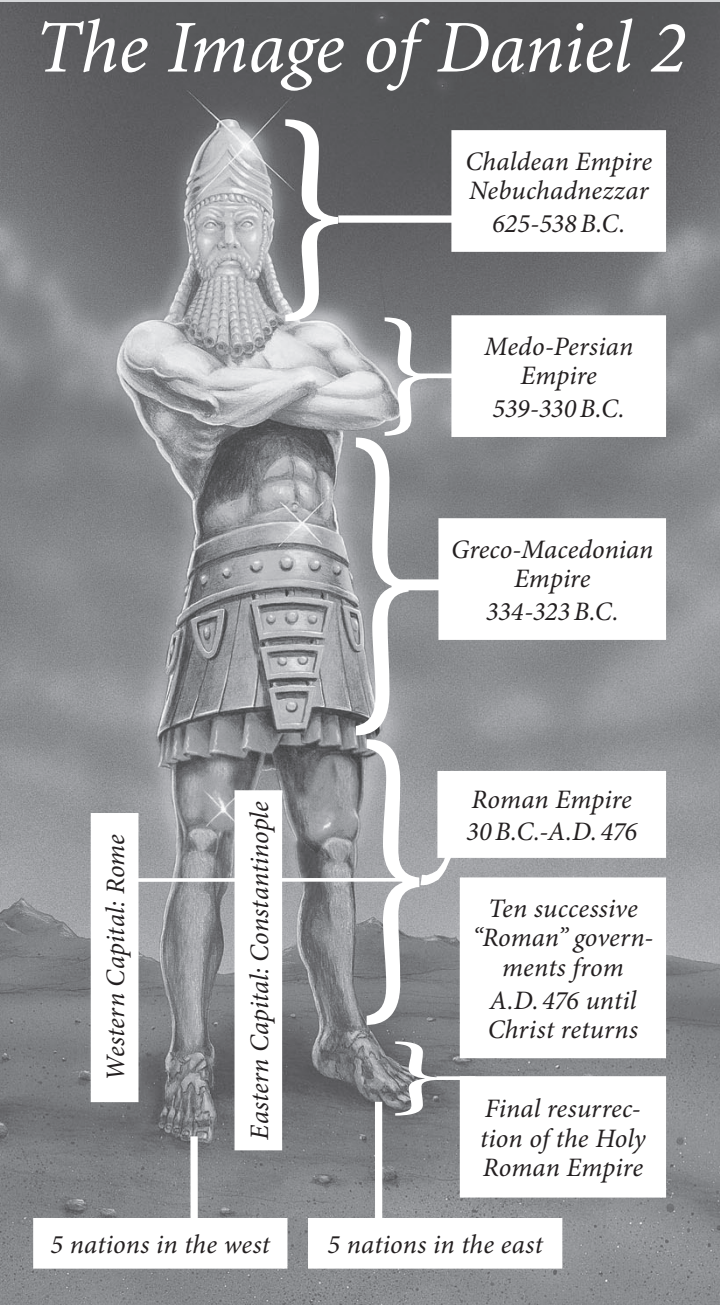 The Image of Daniel 2
Chaldean Empire
Nebuchadnezzar
625-538 B.C.
Medo-Persian
Empire
539-330 B.C.
Greco-Macedonian
Empire
334-323 B.C.
Roman Empire
30 B.C.-A.D. 476
Western Capital: Rome
Eastern Capital: Constantinople
Ten successive
“Roman” govern-
ments from
A.D. 476 until
Christ returns
Final resurrec-
tion of the Holy
Roman Empire
5 nations in the west
5 nations in the east